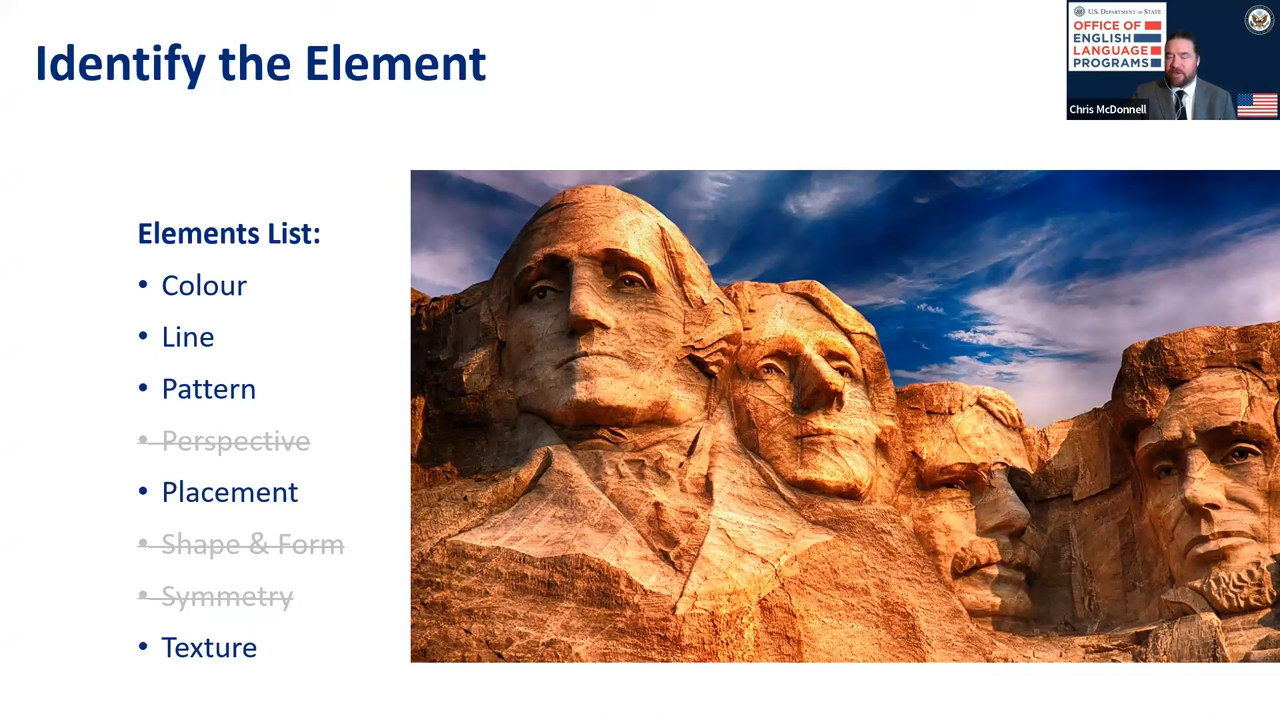 Identify the Element
U.S. DEPARTMENT of STATE
OFFICE OF
ENGLISH
LANGUAGE
PROGRAMS
Chris McDonnell
Elements List:
• Colour
• Line
• Pattern
• Perspective
• Placement
• Shape & Form
• Symmetry
• Texture